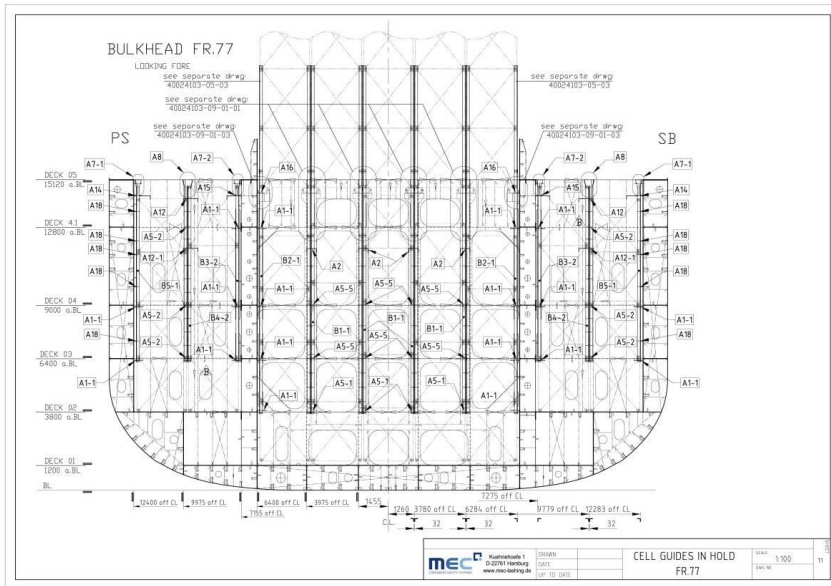 BULKHEAD FR.77
LOOKING FORE
see separate drwg
40024103-05-03
see separate drwg
40024103-09-01-01
see separate drwg
40024103-09-01-03
see separate drwg
40024103-05-03
see separate drwg
40024103-09-01-03
PS
SB
A7-1
A8
A7-2
A16
A16
A7-2
A8
A7-1
DECK 05
15120 a.BL
A14
A15
A15
A14
A18
A12
A1-1
A1-1
A1-1
A1-1
A12
A18
DECK 4.1
12800 a.BL
B
A18
A5-2
A5-2
A18
A18
A12-1
B3-2
B2-1
A2
A2
A2
B2-1
B3-2
A12-1
A18
A18
B5-1
A1-1
A1-1
A5-5
A5-5
A5-5
A1-1
A1-1
B5-1
A18
DECK 04
9000 a.BL
A1-1
A5-2
B4-2
B1-1
B1-1
B1-1
B4-2
A5-2
A1-1
A18
A5-2
A1-1
A1-1
A5-5
A5-5
A5-5
A1-1
A1-1
A5-2
A18
DECK 03
6400 a.BL
B
A1-1
A1-1
A5-1
A5-1
A5-1
A1-1
A1-1
DECK 02
3800 a.BL
DECK 01
1200 a.BL
BL
12400 off CL
9975 off CL
7155 off CL
6400 off CL
3975 off CL
1455
7275 off CL
1260
3780 off CL
6284 off CL
9779 off CL
12283 off CL
C.L.
32
32
32
MEC
Kuehnehoefe 1
D-22761 Hamburg
www.mec-lashing.de
DRAWN
DATE
UP TO DATE
CELL GUIDES IN HOLD
FR.77
SCALE
1:100
DWG. NR.
SHEET
11